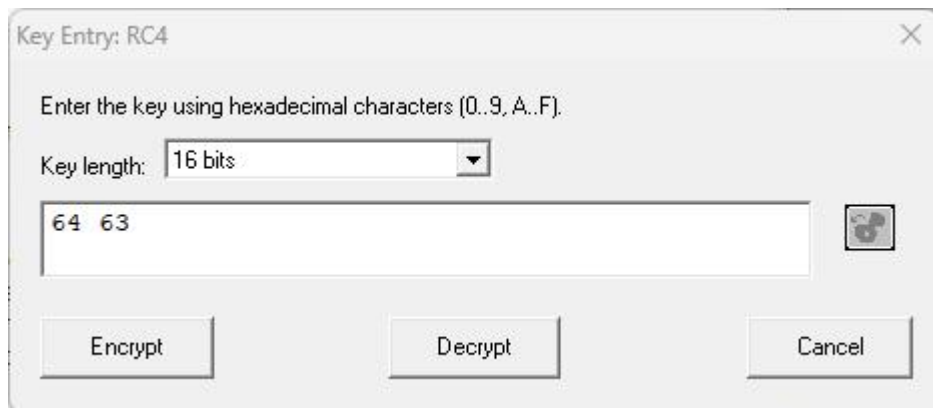 Key Entry: RC4
Enter the key using hexadecimal characters (0..9, A..F).
Key length: 16 bits
64 63
Encrypt Decrypt Cancel